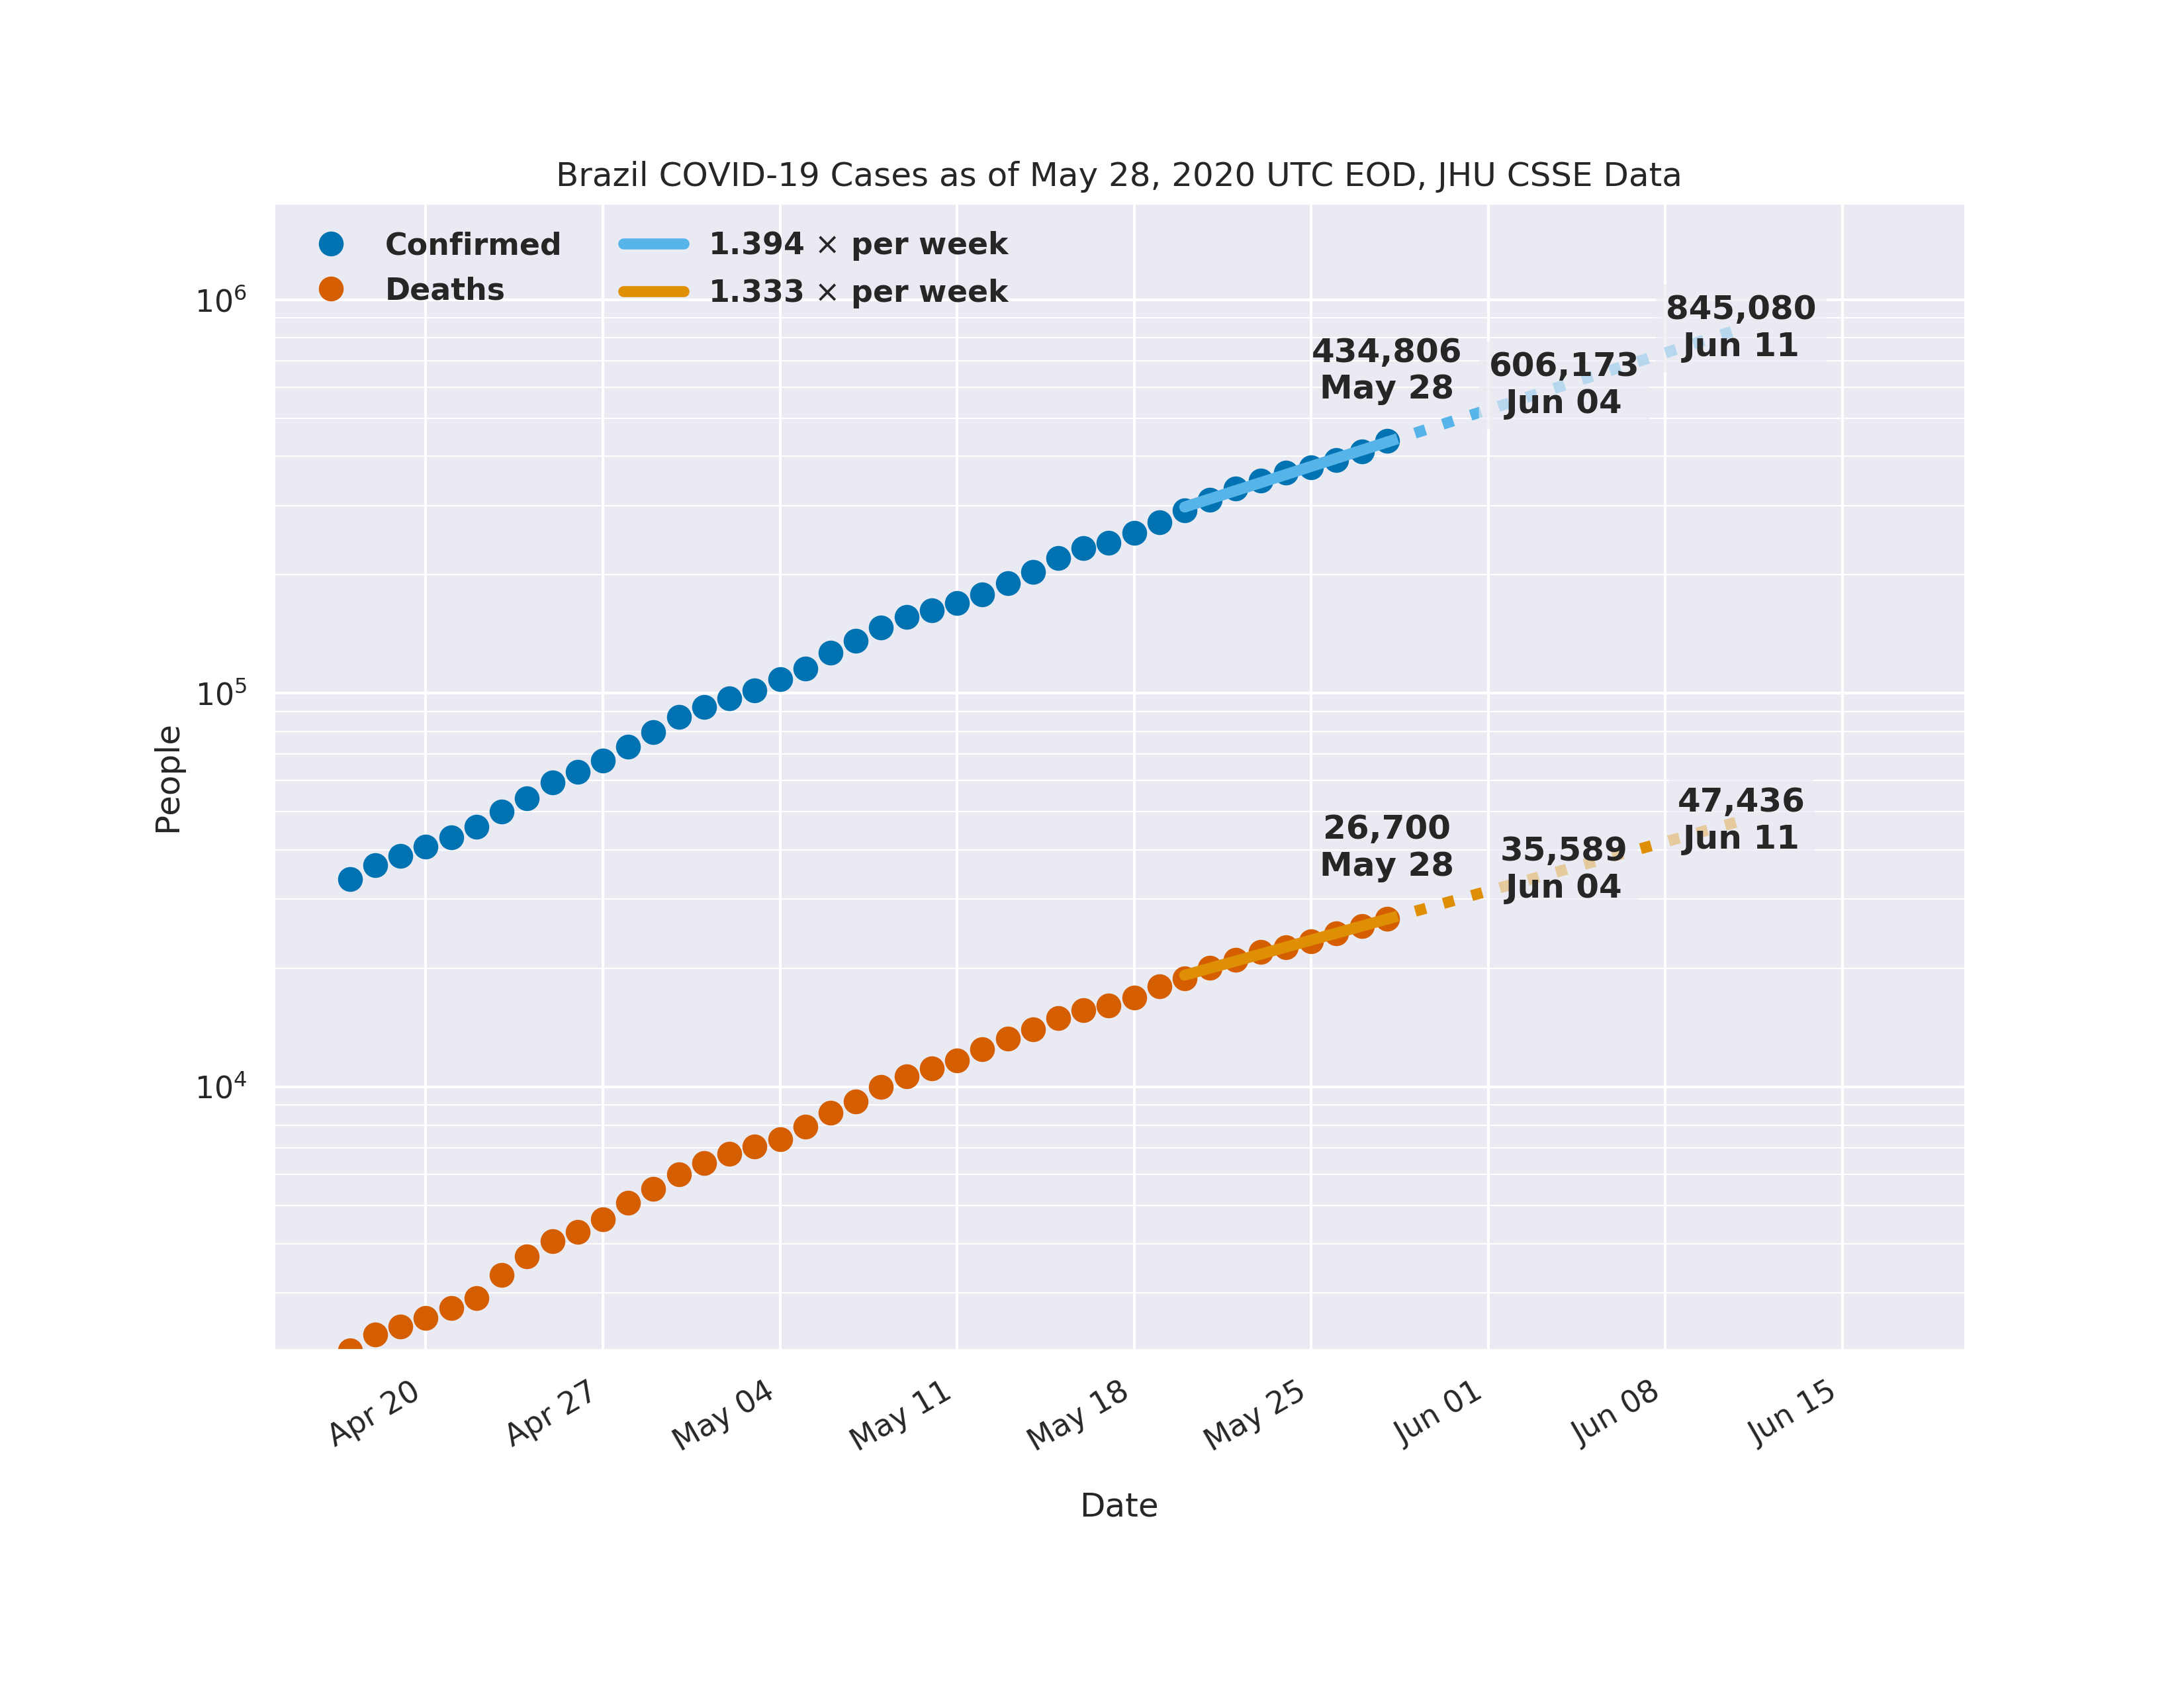 Brazil COVID-19 Cases as of May 28, 2020 UTC EOD, JHU CSSE Data
Confirmed
Deaths
1.394 × per week
1.333 × per week
10⁶
10⁵
10⁴
People
434,806
May 28
606,173
Jun 04
845,080
Jun 11
26,700
May 28
35,589
Jun 04
47,436
Jun 11
Apr 20
Apr 27
May 04
May 11
May 18
May 25
Jun 01
Jun 08
Jun 15
Date